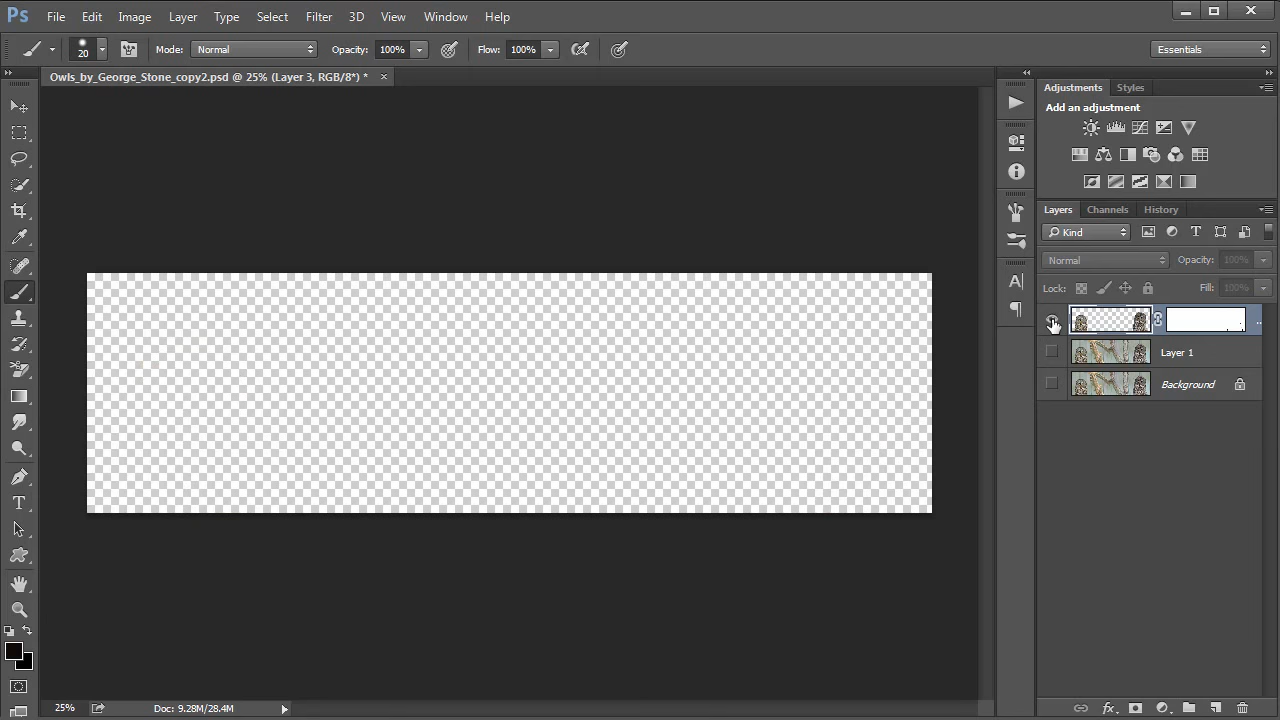 Ps File Edit Image Layer Type Select Filter 3D View Window Help
20 Mode: Normal Opacity: 100% Flow: 100% Essentials
Owls_by_George_Stone_copy2.psd @ 25% (Layer 3, RGB/8*) * ×
Adjustments Styles
Add an adjustment
Layers Channels History
Kind T
Normal Opacity: 100%
Lock: Fill: 100%
A
Layer 1
Background
T
fx
25% Doc: 9.28M/28.4M